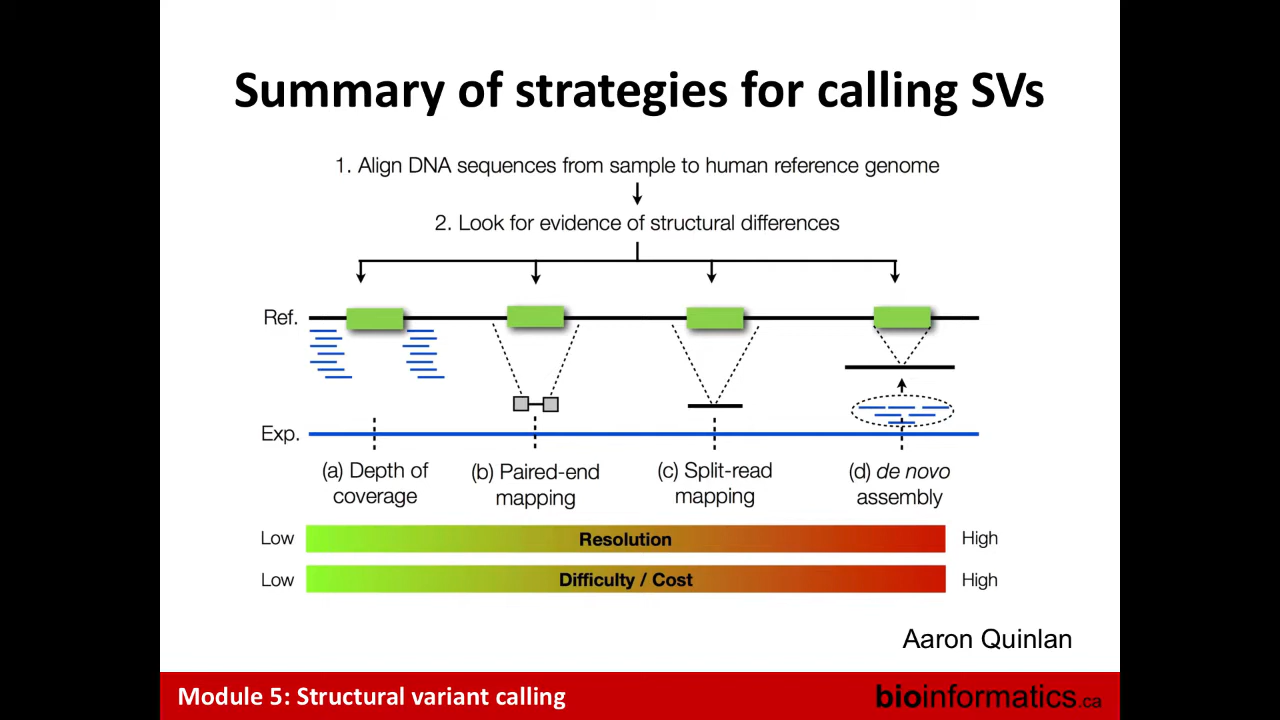 Summary of strategies for calling SVs
1. Align DNA sequences from sample to human reference genome
2. Look for evidence of structural differences
Ref.
Exp.
(a) Depth of
coverage
(b) Paired-end
mapping
(c) Split-read
mapping
(d) de novo
assembly
Low Resolution High
Low Difficulty / Cost High
Aaron Quinlan
Module 5: Structural variant calling
bioinformatics.ca